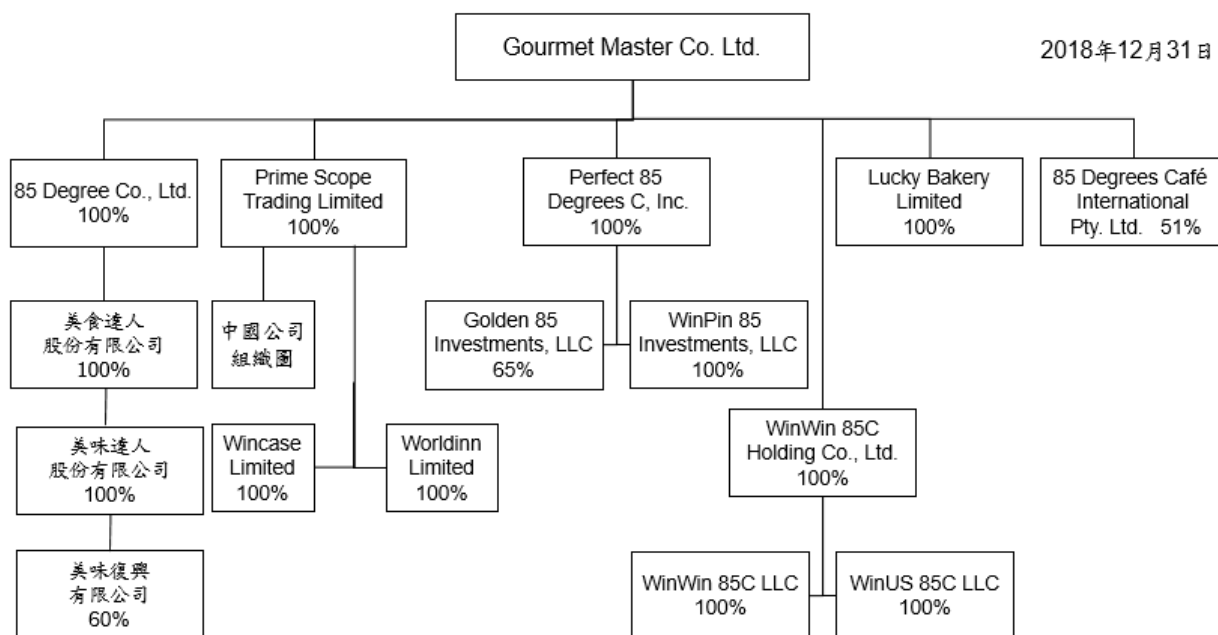 Gourmet Master Co. Ltd.
2018年12月31日
85 Degree Co., Ltd.
100%
Prime Scope
Trading Limited
100%
Perfect 85
Degrees C, Inc.
100%
Lucky Bakery
Limited
100%
85 Degrees Café
International
Pty. Ltd. 51%
美食達人
股份有限公司
100%
中國公司
組織圖
Golden 85
Investments, LLC
65%
WinPin 85
Investments, LLC
100%
美味達人
股份有限公司
100%
Wincase
Limited
100%
Worldinn
Limited
100%
WinWin 85C
Holding Co., Ltd.
100%
美味復興
有限公司
60%
WinWin 85C LLC
100%
WinUS 85C LLC
100%